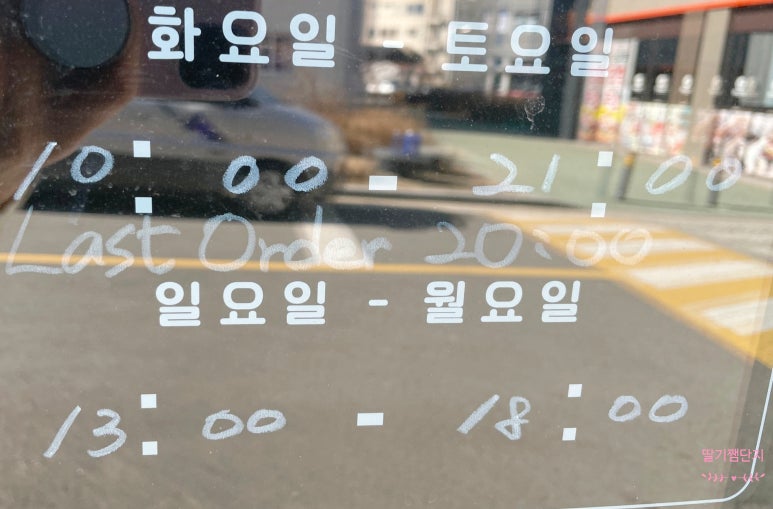 화요일 - 토요일
10:00 - 21:00
Last Order 20:00
일요일 - 월요일
13:00 - 18:00
딸기쨈단지